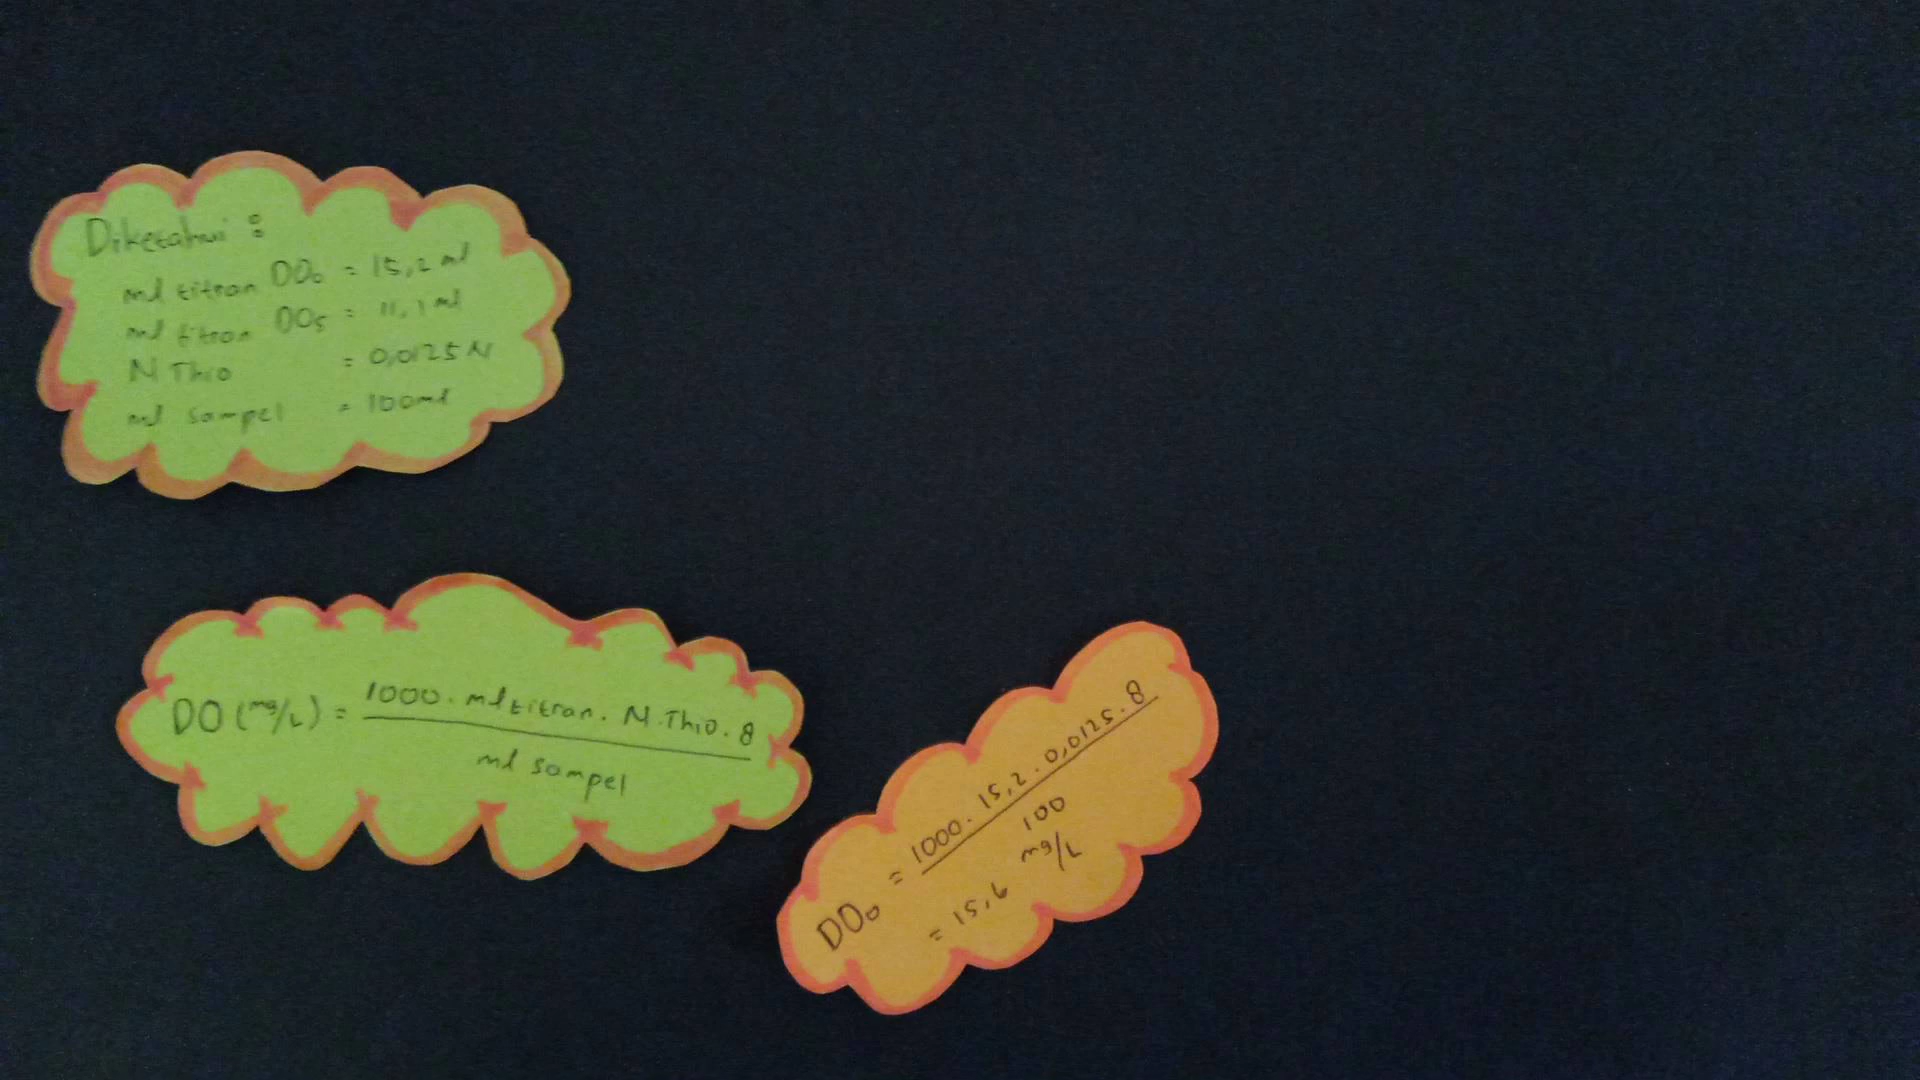 Diketahui :
ml titran DO₀ = 15,2 ml
ml titran DO₅ = 11,1 ml
N Thio = 0,0125 N
ml sampel = 100ml
DO (mg/L) = 1000 . ml titran . N.Thio . 8
ml sampel
DO₀ = 1000 . 15,2 . 0,0125 . 8
100
= 15,6 mg/L